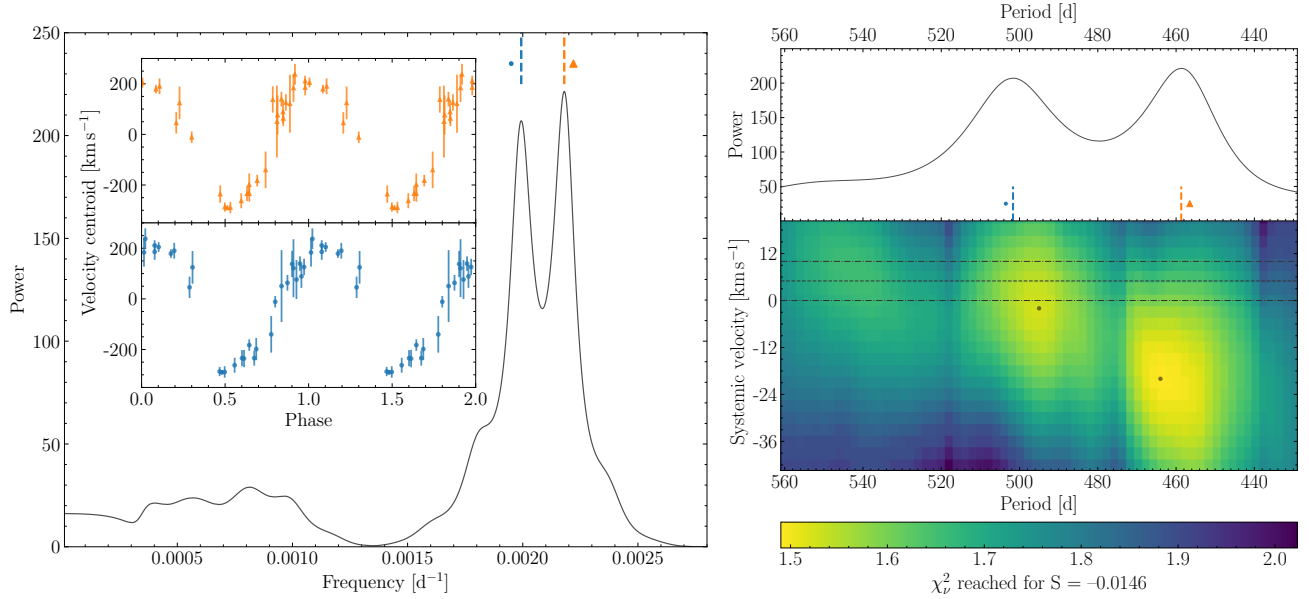 250
200
150
100
50
0
Power
200
0
-200
200
0
-200
Velocity centroid [km s⁻¹]
0.0 0.5 1.0 1.5 2.0
Phase
0.0005 0.0010 0.0015 0.0020 0.0025
Frequency [d⁻¹]
Period [d]
560 540 520 500 480 460 440
200
150
100
50
Power
12
0
-12
-24
-36
Systemic velocity [km s⁻¹]
560 540 520 500 480 460 440
Period [d]
1.5 1.6 1.7 1.8 1.9 2.0
χ²ᵥ reached for S = –0.0146